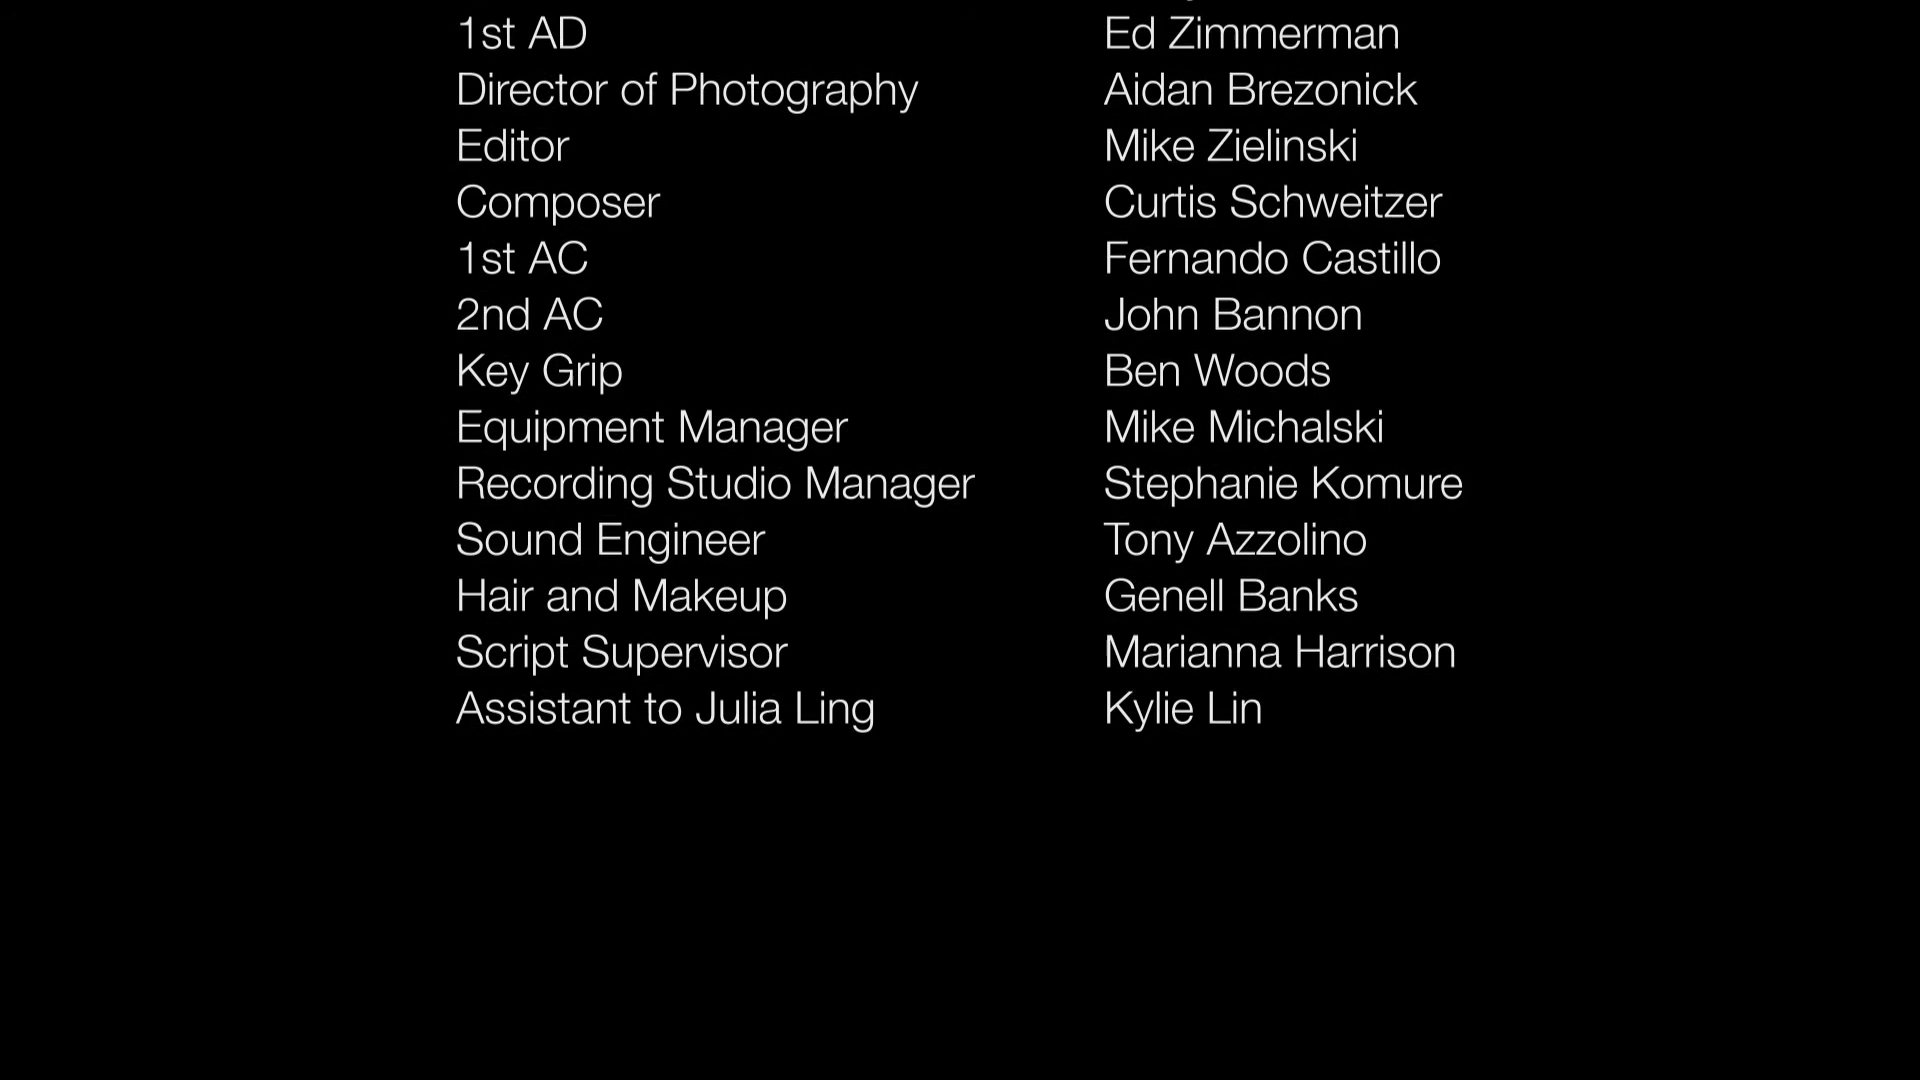 1st AD Ed Zimmerman
Director of Photography Aidan Brezonick
Editor Mike Zielinski
Composer Curtis Schweitzer
1st AC Fernando Castillo
2nd AC John Bannon
Key Grip Ben Woods
Equipment Manager Mike Michalski
Recording Studio Manager Stephanie Komure
Sound Engineer Tony Azzolino
Hair and Makeup Genell Banks
Script Supervisor Marianna Harrison
Assistant to Julia Ling Kylie Lin